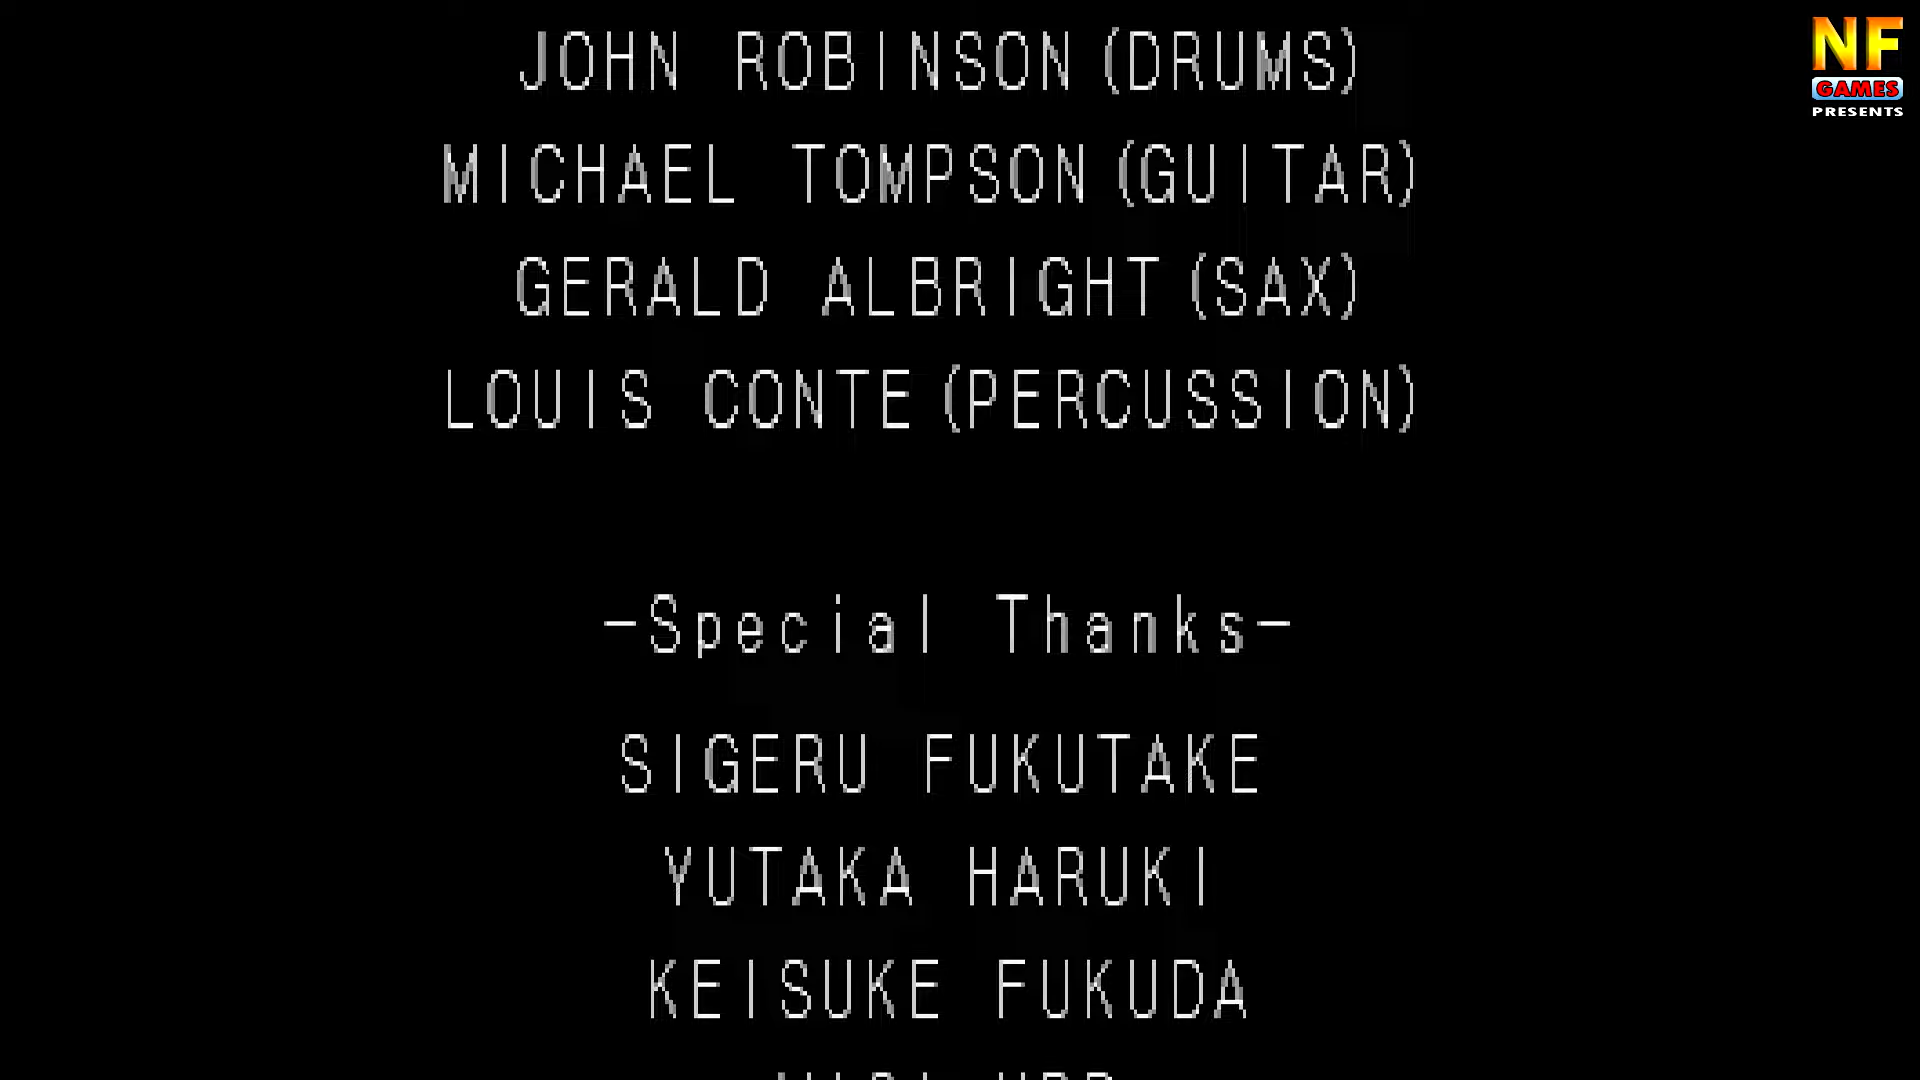 JOHN ROBINSON(DRUMS)
MICHAEL TOMPSON(GUITAR)
GERALD ALBRIGHT(SAX)
LOUIS CONTE(PERCUSSION)
-Special Thanks-
SIGERU FUKUTAKE
YUTAKA HARUKI
KEISUKE FUKUDA
NF
GAMES
PRESENTS